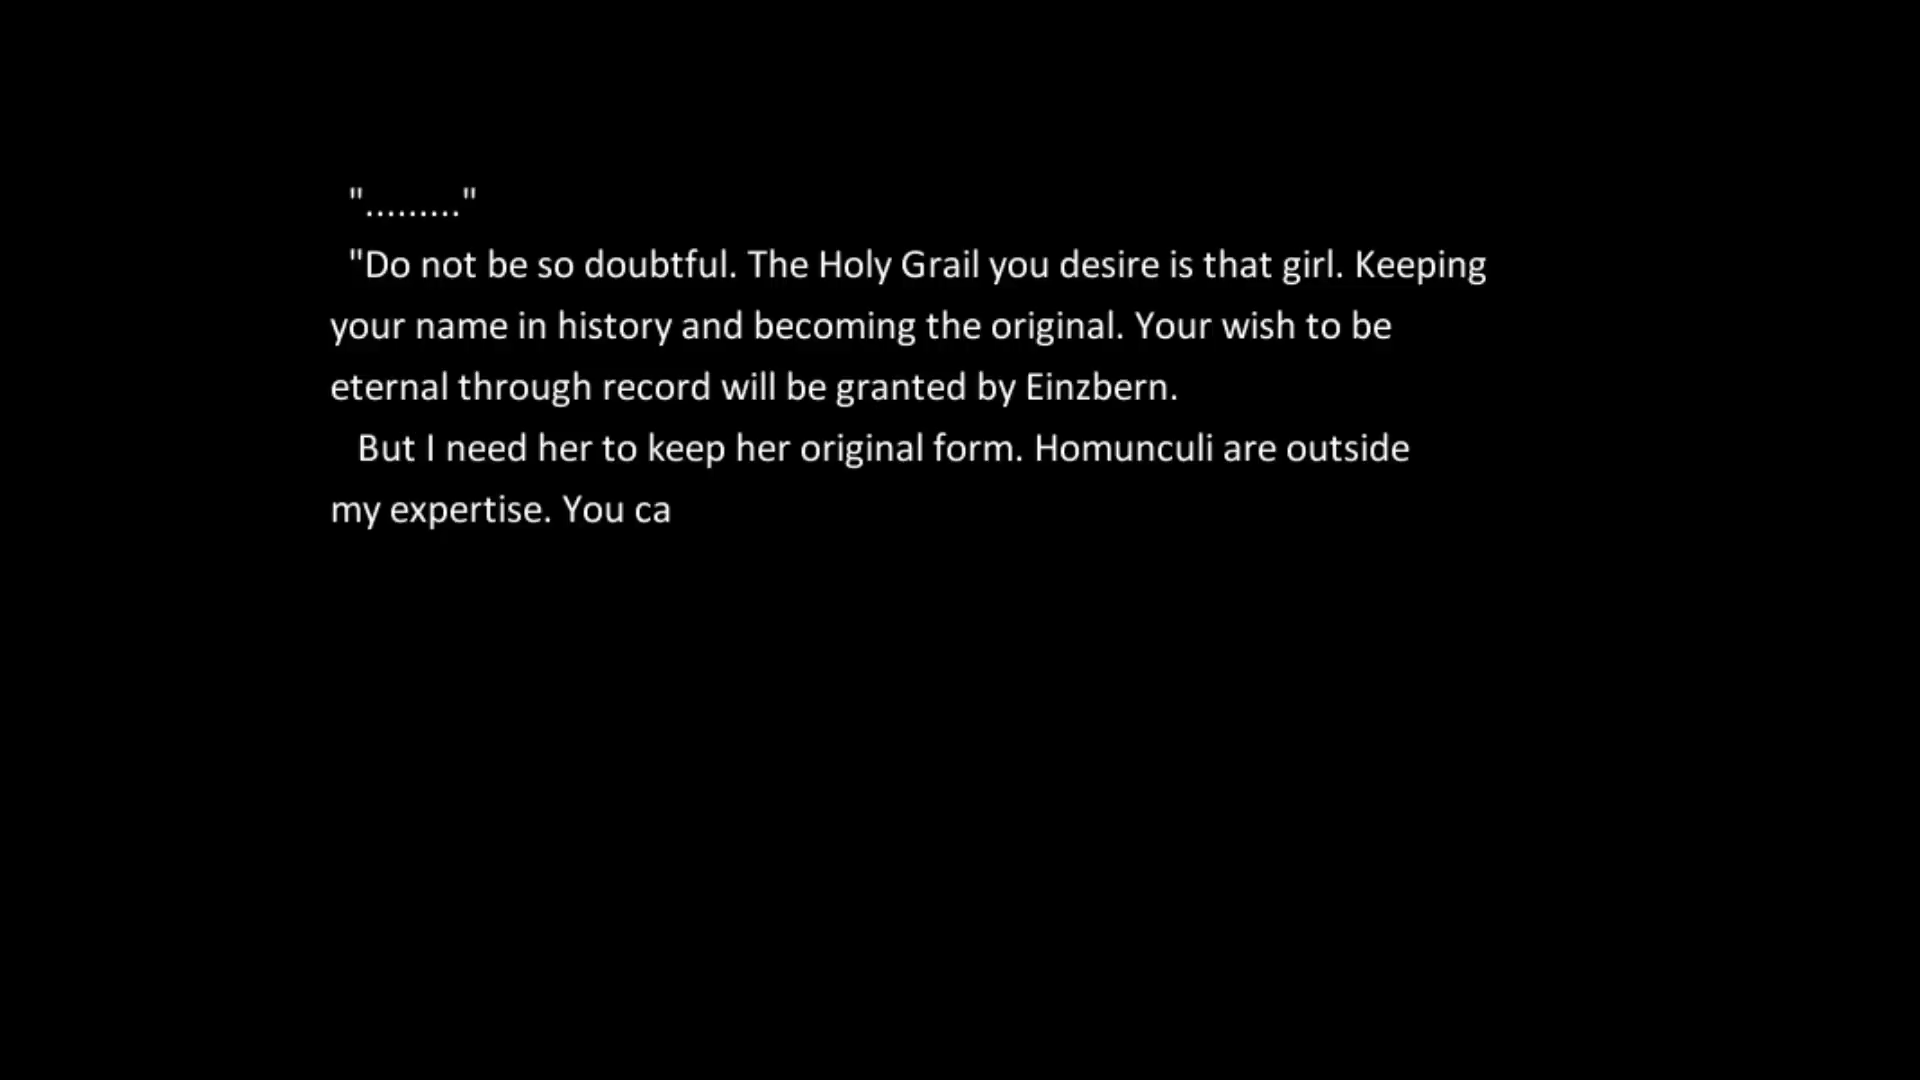 "........."
"Do not be so doubtful. The Holy Grail you desire is that girl. Keeping
your name in history and becoming the original. Your wish to be
eternal through record will be granted by Einzbern.
But I need her to keep her original form. Homunculi are outside
my expertise. You ca